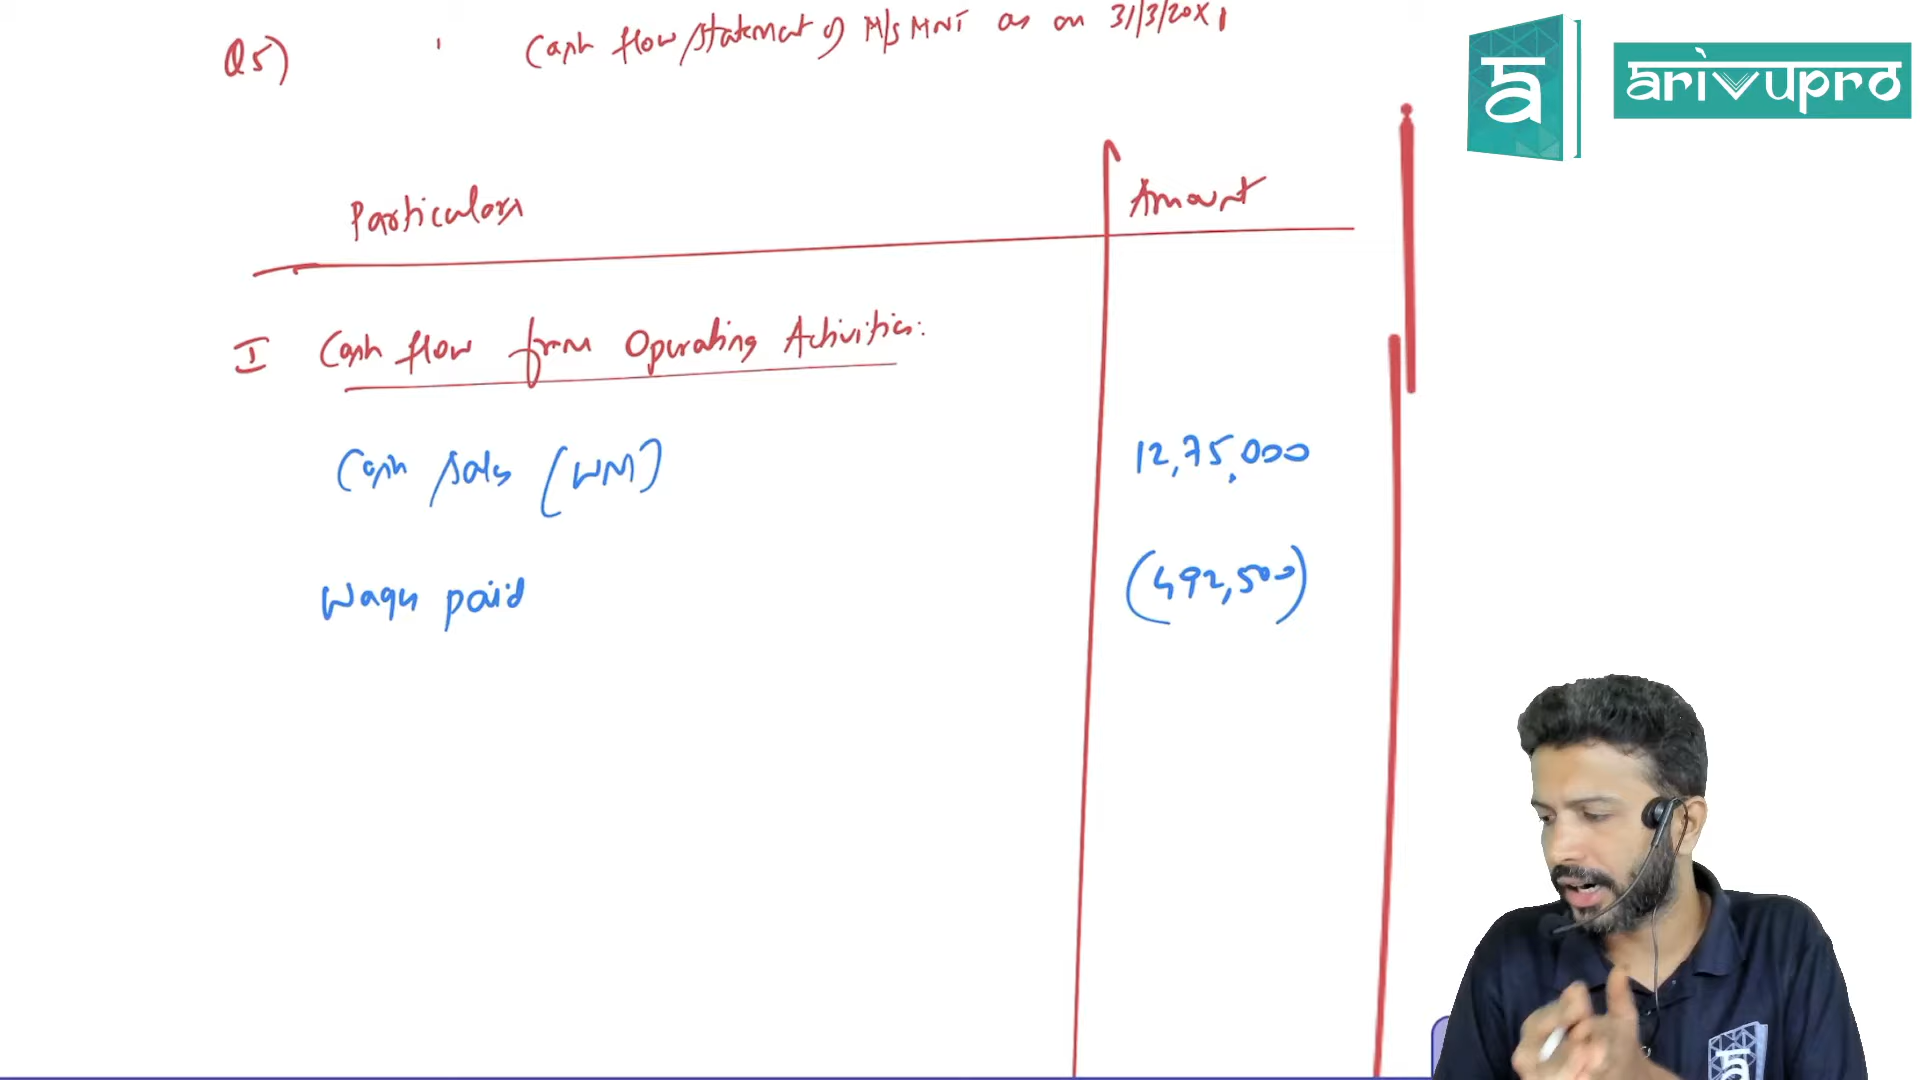 Q5) Cash flow statement of M/s MNT as on 31/3/20X1
arivupro
Particulars Amount
I Cash flow from Operating Activities:
Cash sales (WN) 12,75,000
Wages paid (492,500)